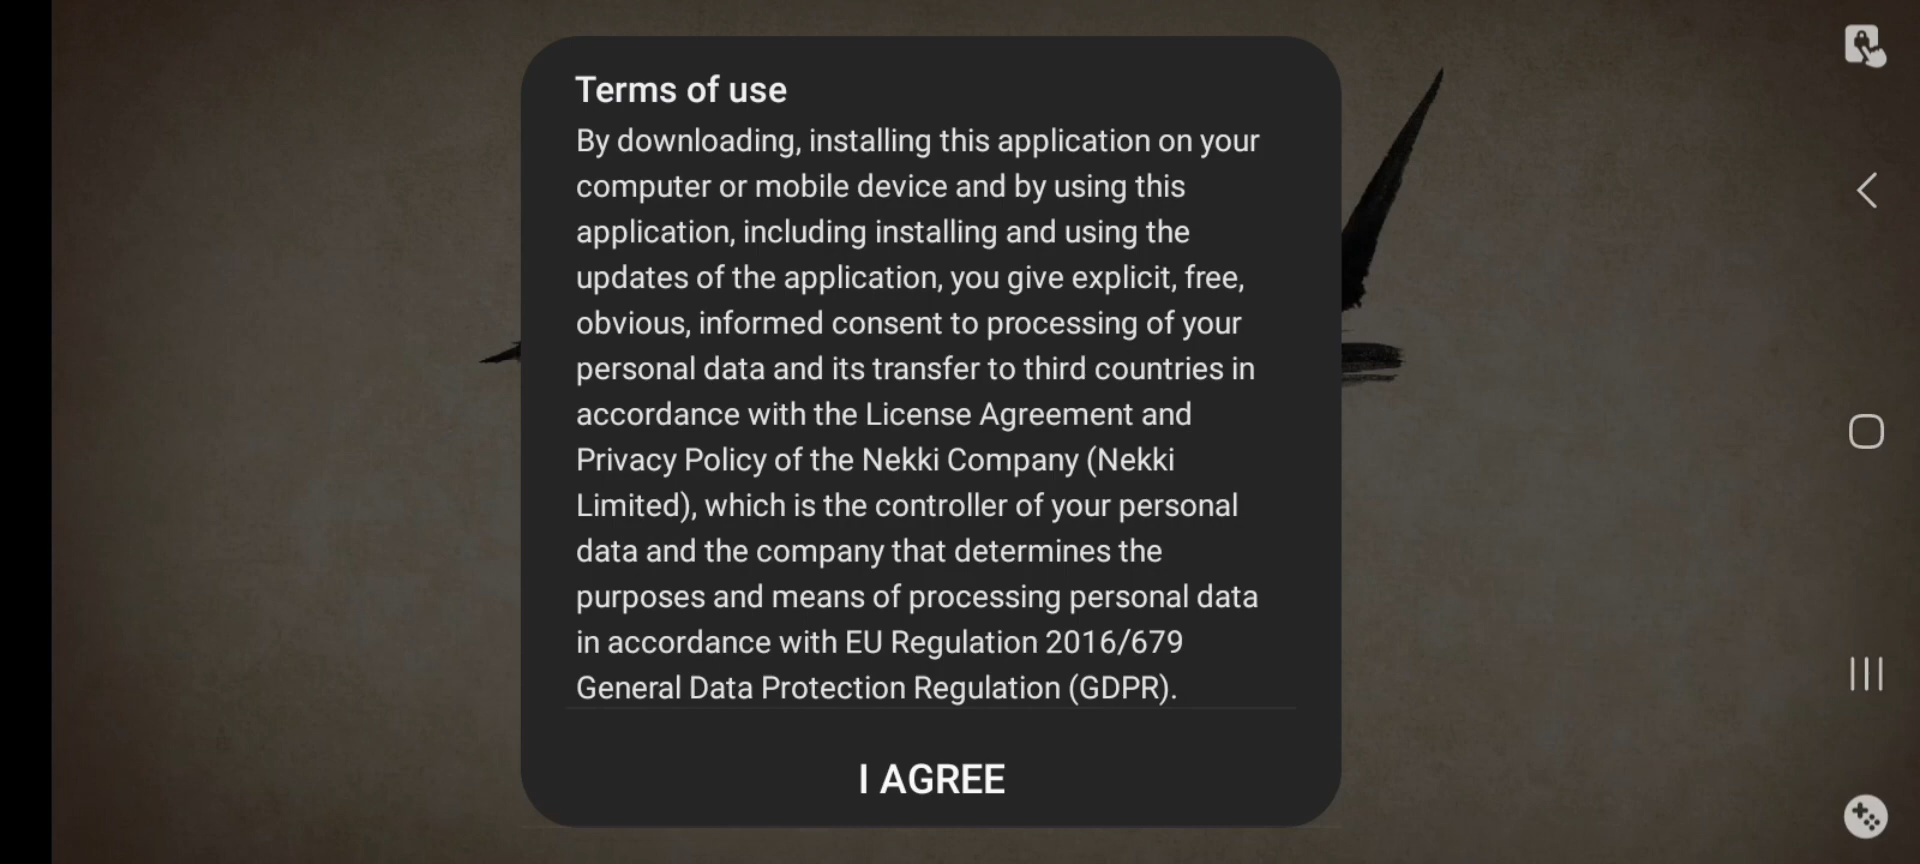 Terms of use
By downloading, installing this application on your
computer or mobile device and by using this
application, including installing and using the
updates of the application, you give explicit, free,
obvious, informed consent to processing of your
personal data and its transfer to third countries in
accordance with the License Agreement and
Privacy Policy of the Nekki Company (Nekki
Limited), which is the controller of your personal
data and the company that determines the
purposes and means of processing personal data
in accordance with EU Regulation 2016/679
General Data Protection Regulation (GDPR).
I AGREE